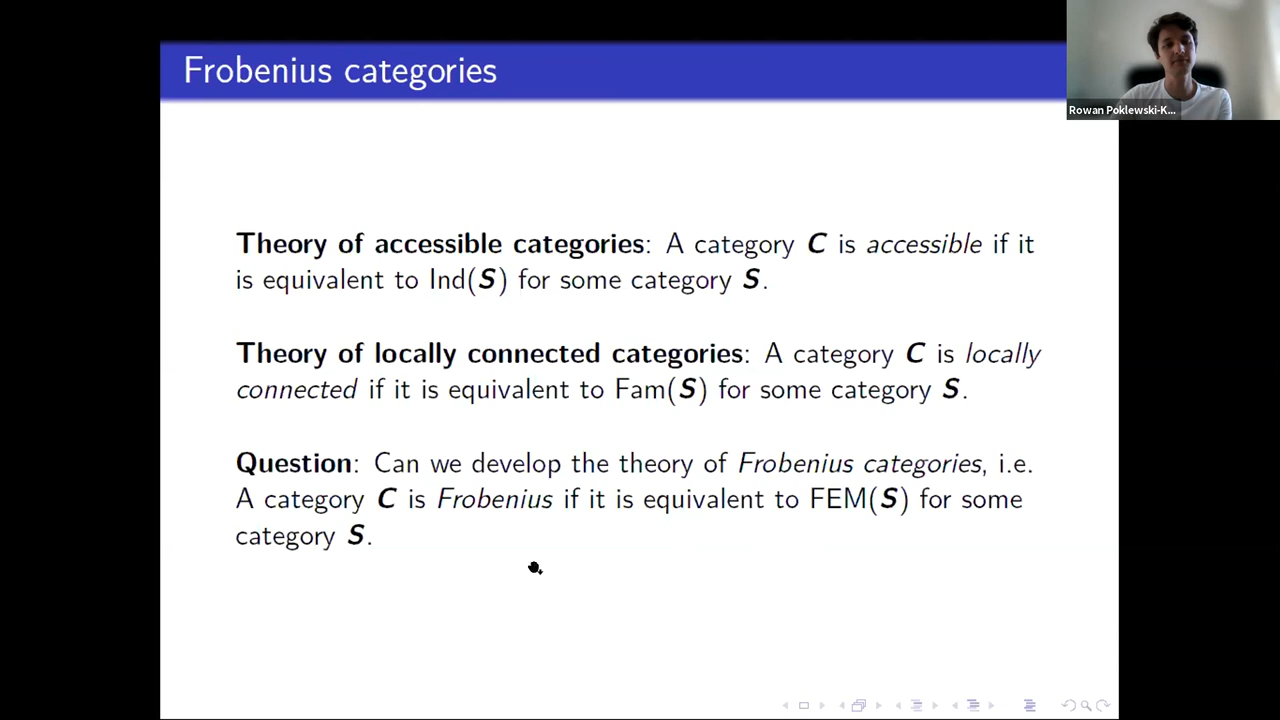 Frobenius categories
Rowan Poklewski-K...
Theory of accessible categories: A category C is accessible if it
is equivalent to Ind(S) for some category S.
Theory of locally connected categories: A category C is locally
connected if it is equivalent to Fam(S) for some category S.
Question: Can we develop the theory of Frobenius categories, i.e.
A category C is Frobenius if it is equivalent to FEM(S) for some
category S.